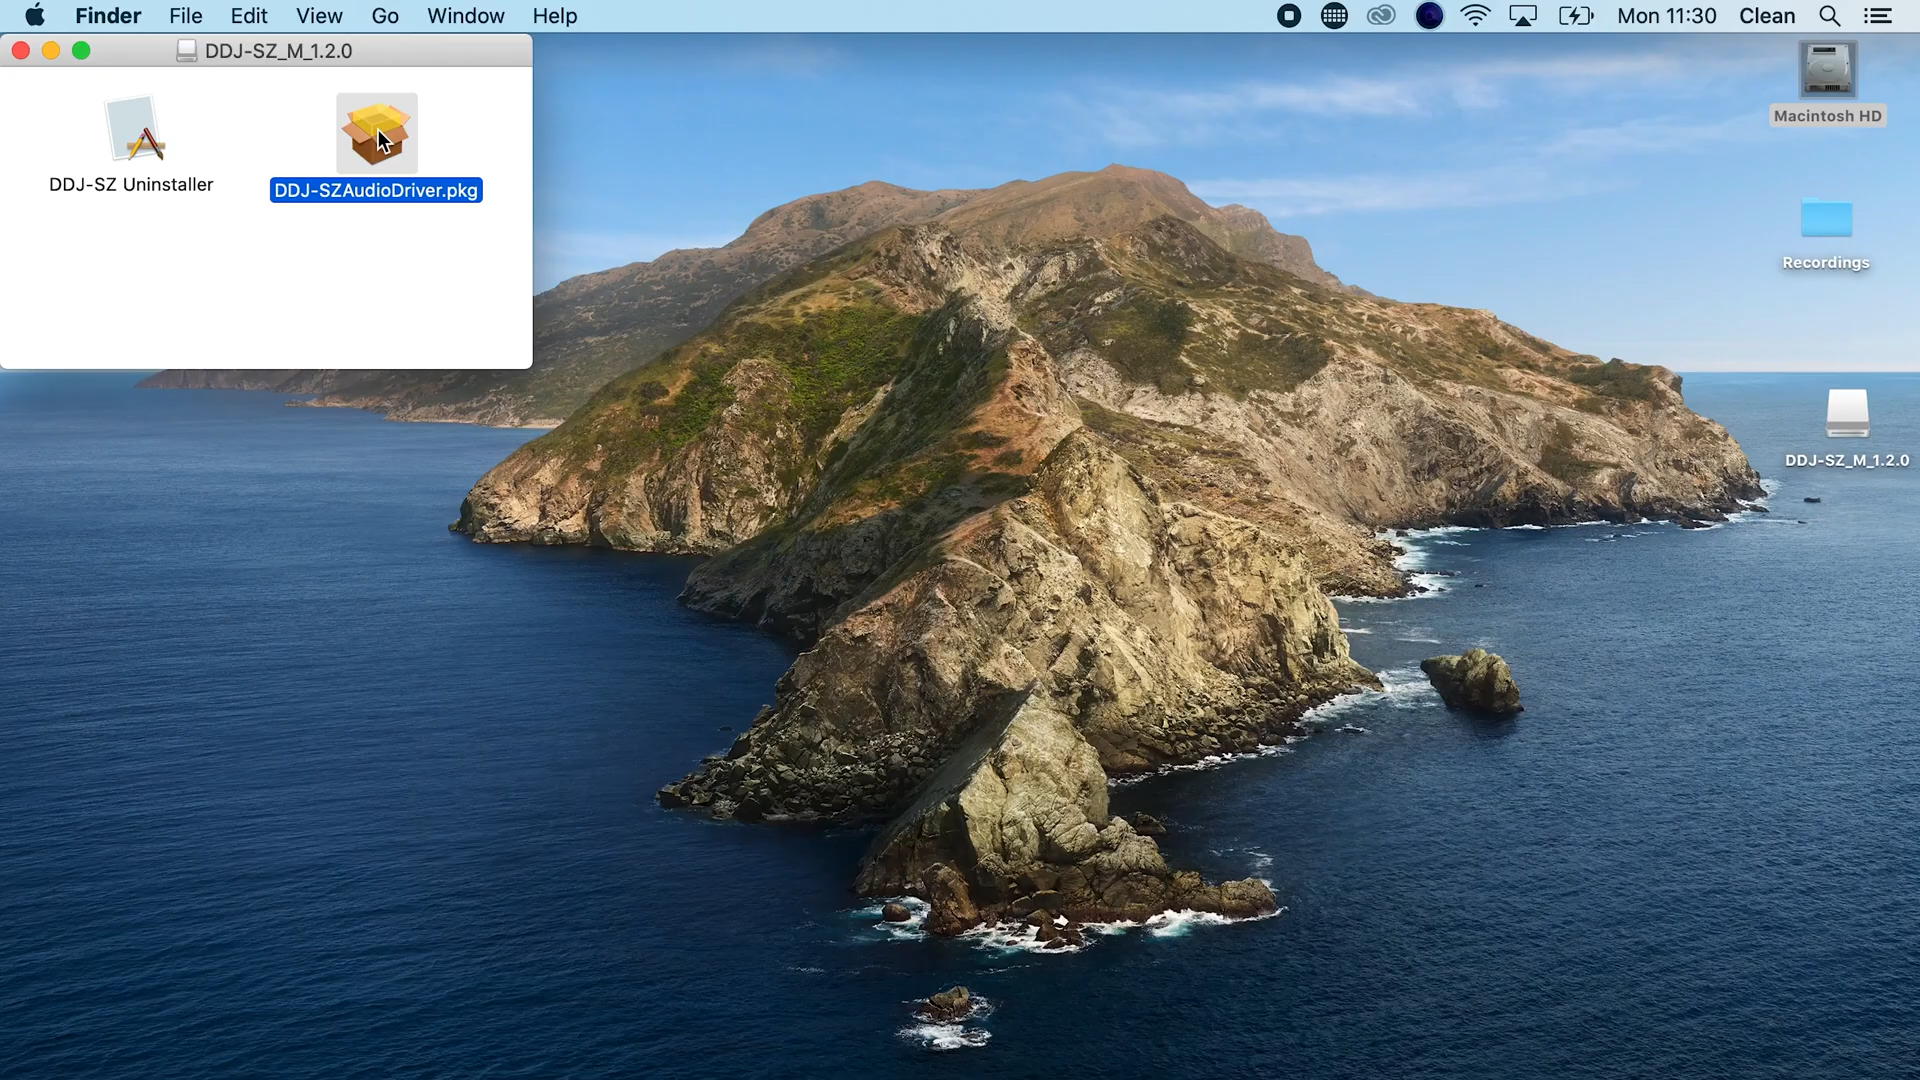 Finder File Edit View Go Window Help Mon 11:30 Clean
DDJ-SZ_M_1.2.0
DDJ-SZ Uninstaller
DDJ-SZAudioDriver.pkg
Macintosh HD
Recordings
DDJ-SZ_M_1.2.0